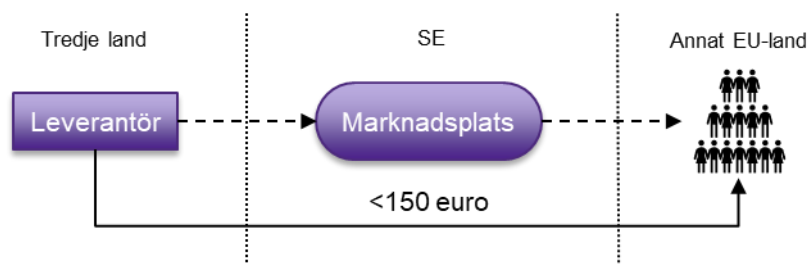 Tredje land
SE
Annat EU-land
Leverantör
Marknadsplats
<150 euro